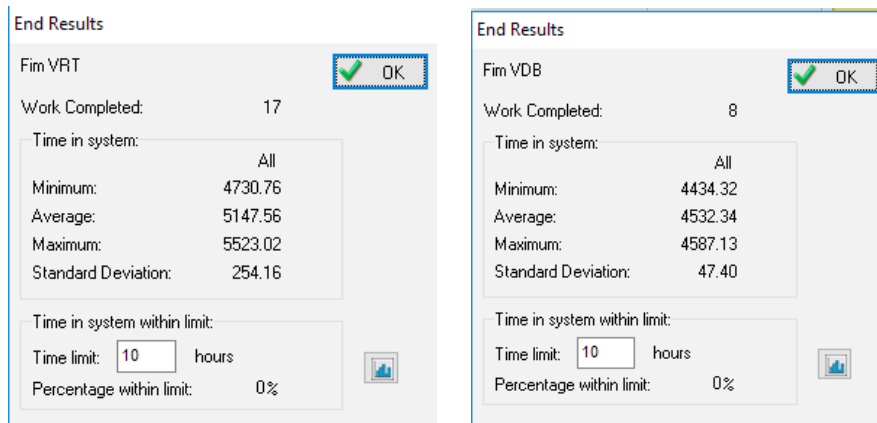 End Results
Fim VRT
OK
Work Completed: 17
Time in system:
All
Minimum: 4730.76
Average: 5147.56
Maximum: 5523.02
Standard Deviation: 254.16
Time in system within limit:
Time limit: 10 hours
Percentage within limit: 0%
End Results
Fim VDB
OK
Work Completed: 8
Time in system:
All
Minimum: 4434.32
Average: 4532.34
Maximum: 4587.13
Standard Deviation: 47.40
Time in system within limit:
Time limit: 10 hours
Percentage within limit: 0%